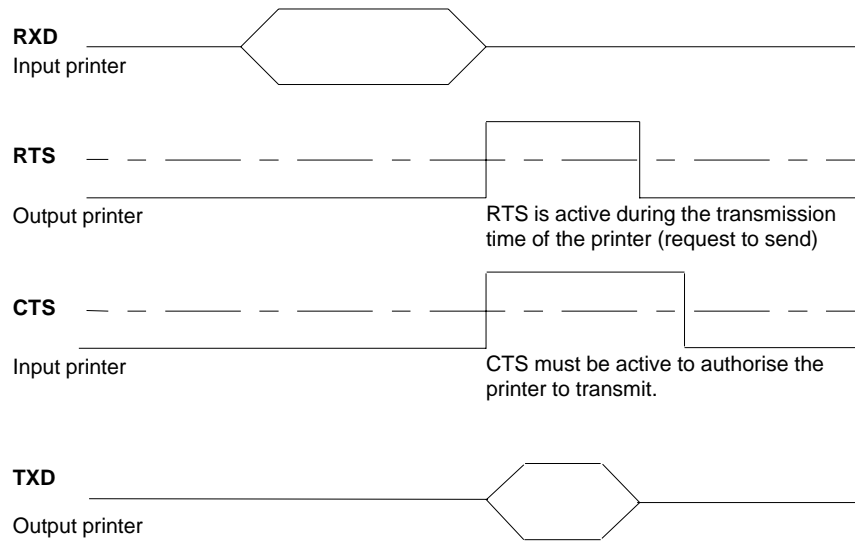 RXD
Input printer
RTS
Output printer
RTS is active during the transmission
time of the printer (request to send)
CTS
Input printer
CTS must be active to authorise the
printer to transmit.
TXD
Output printer